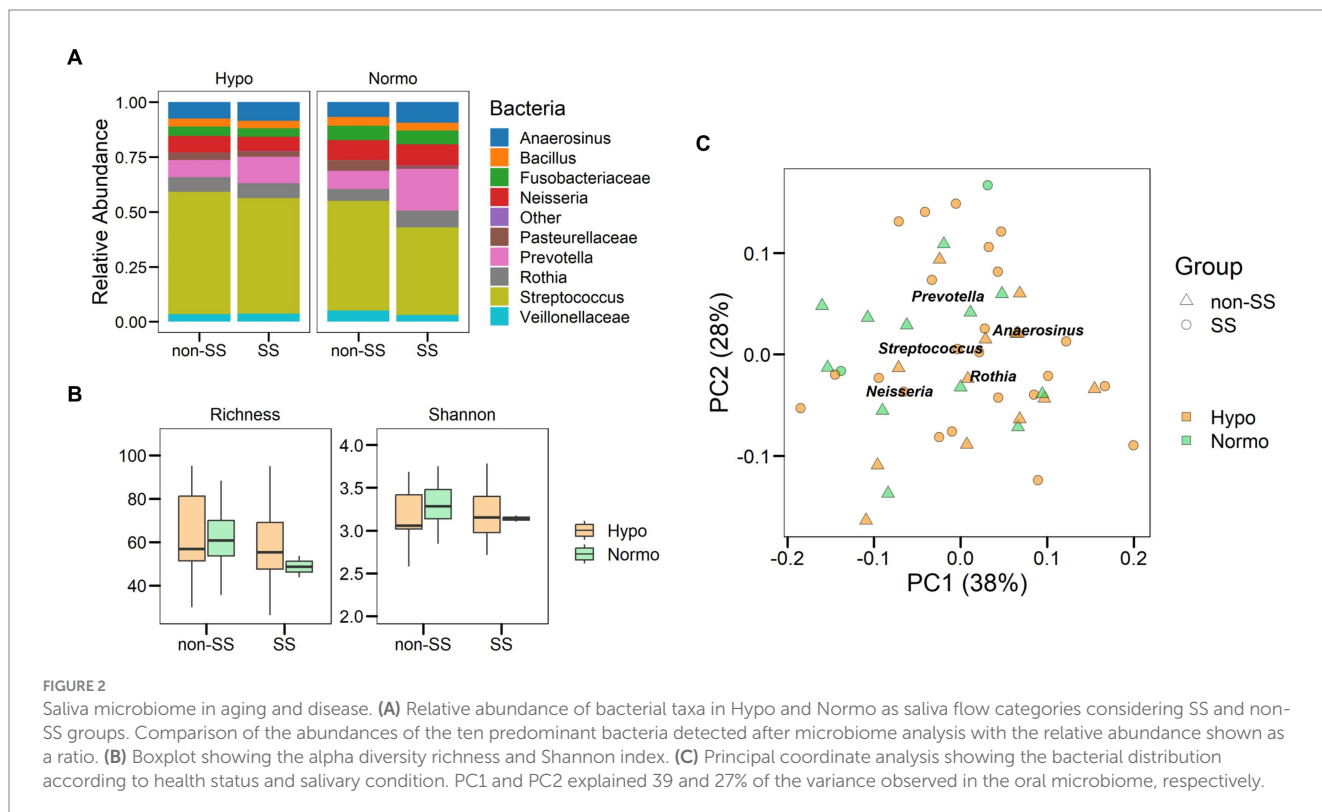 A
Hypo
Normo
1.00
0.75
0.50
0.25
0.00
Relative Abundance
non-SS
SS
non-SS
SS
Bacteria
Anaerosinus
Bacillus
Fusobacteriaceae
Neisseria
Other
Pasteurellaceae
Prevotella
Rothia
Streptococcus
Veillonellaceae
B
Richness
Shannon
100
80
60
40
4.0
3.5
3.0
2.5
2.0
non-SS
SS
non-SS
SS
Hypo
Normo
C
PC2 (28%)
0.1
0.0
-0.1
Prevotella
Anaerosinus
Streptococcus
Rothia
Neisseria
-0.2
-0.1
0.0
0.1
0.2
PC1 (38%)
Group
non-SS
SS
Hypo
Normo
FIGURE 2
Saliva microbiome in aging and disease. (A) Relative abundance of bacterial taxa in Hypo and Normo as saliva flow categories considering SS and non-
SS groups. Comparison of the abundances of the ten predominant bacteria detected after microbiome analysis with the relative abundance shown as
a ratio. (B) Boxplot showing the alpha diversity richness and Shannon index. (C) Principal coordinate analysis showing the bacterial distribution
according to health status and salivary condition. PC1 and PC2 explained 39 and 27% of the variance observed in the oral microbiome, respectively.